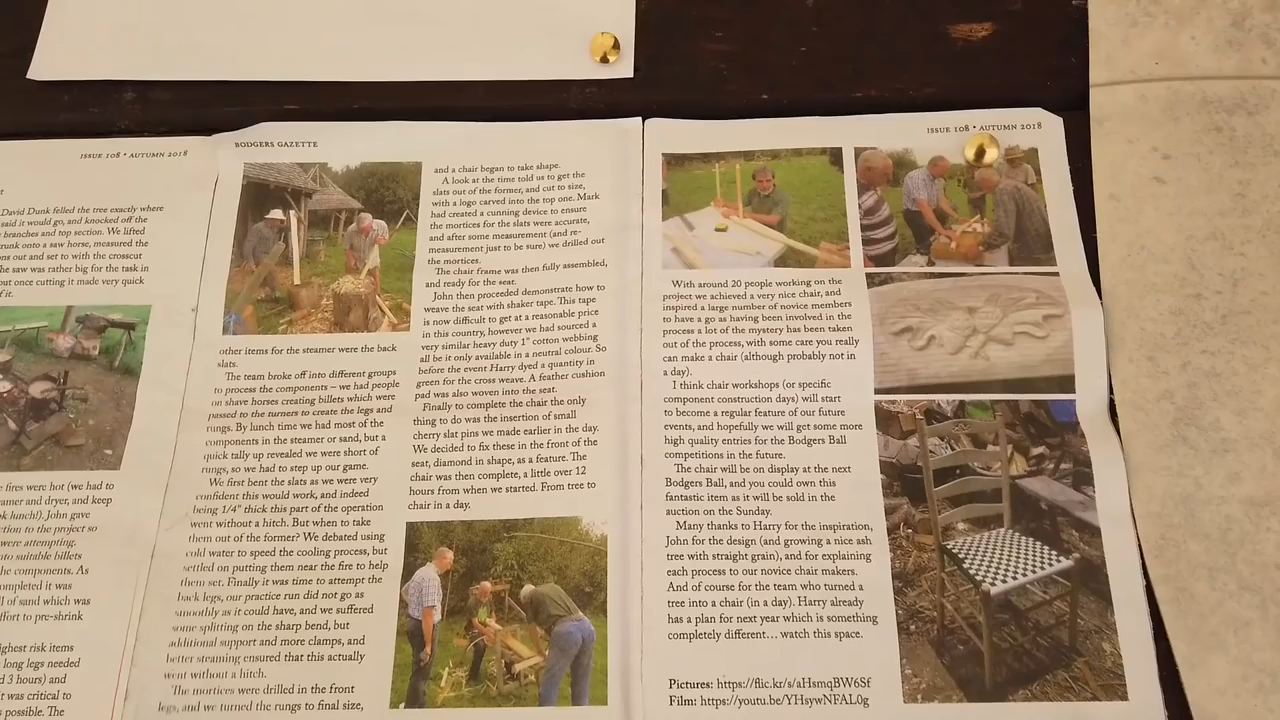 ISSUE 108 • AUTUMN 2018
David Dunk felled the tree exactly where
said it would go, and knocked off the
branches and top section. We lifted
runk onto a saw horse, measured the
ns out and set to with the crosscut
he saw was rather big for the task in
out once cutting it made very quick
f it.
e fires were hot (we had to
amer and dryer, and keep
ok lunch!). John gave
ction to the project so
were attempting.
nto suitable billets
he components. As
ompleted it was
ll of sand which was
ffort to pre-shrink
ighest risk items
long legs needed
d 3 hours) and
t was critical to
s possible. The
BODGERS GAZETTE
other items for the steamer were the back
slats.
The team broke off into different groups
to process the components – we had people
on shave horses creating billets which were
passed to the turners to create the legs and
rungs. By lunch time we had most of the
components in the steamer or sand, but a
quick tally up revealed we were short of
rungs, so we had to step up our game.
We first bent the slats as we were very
confident this would work, and indeed
being 1/4" thick this part of the operation
went without a hitch. But when to take
them out of the former? We debated using
cold water to speed the cooling process, but
settled on putting them near the fire to help
them set. Finally it was time to attempt the
back legs, our practice run did not go as
smoothly as it could have, and we suffered
some splitting on the sharp bend, but
additional support and more clamps, and
better steaming ensured that this actually
went without a hitch.
The mortices were drilled in the front
legs, and we turned the rungs to final size,
and a chair began to take shape.
A look at the time told us to get the
slats out of the former, and cut to size,
with a logo carved into the top one. Mark
had created a cunning device to ensure
the mortices for the slats were accurate,
and after some measurement (and re-
measurement just to be sure) we drilled out
the mortices.
The chair frame was then fully assembled,
and ready for the seat.
John then proceeded demonstrate how to
weave the seat with shaker tape. This tape
is now difficult to get at a reasonable price
in this country, however we had sourced a
very similar heavy duty 1" cotton webbing
all be it only available in a neutral colour. So
before the event Harry dyed a quantity in
green for the cross weave. A feather cushion
pad was also woven into the seat.
Finally to complete the chair the only
thing to do was the insertion of small
cherry slat pins we made earlier in the day.
We decided to fix these in the front of the
seat, diamond in shape, as a feature. The
chair was then complete, a little over 12
hours from when we started. From tree to
chair in a day.
ISSUE 108 • AUTUMN 2018
With around 20 people working on the
project we achieved a very nice chair, and
inspired a large number of novice members
to have a go as having been involved in the
process a lot of the mystery has been taken
out of the process, with some care you really
can make a chair (although probably not in
a day).
I think chair workshops (or specific
component construction days) will start
to become a regular feature of our future
events, and hopefully we will get some more
high quality entries for the Bodgers Ball
competitions in the future.
The chair will be on display at the next
Bodgers Ball, and you could own this
fantastic item as it will be sold in the
auction on the Sunday.
Many thanks to Harry for the inspiration,
John for the design (and growing a nice ash
tree with straight grain), and for explaining
each process to our novice chair makers.
And of course for the team who turned a
tree into a chair (in a day). Harry already
has a plan for next year which is something
completely different… watch this space.
Pictures: https://flic.kr/s/aHsmqBW6Sf
Film: https://youtu.be/YHsywNFAL0g